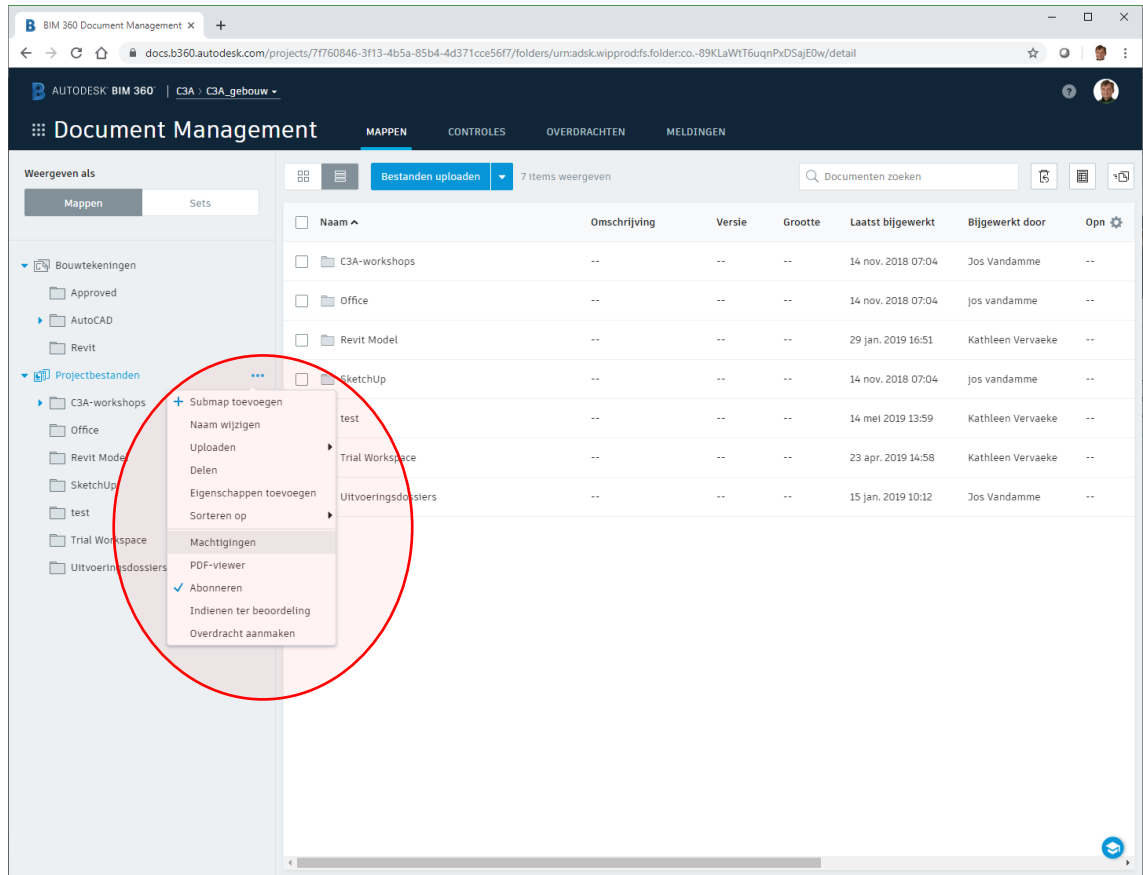 BIM 360 Document Management
docs.b360.autodesk.com/projects/7f760846-3f13-4b5a-85b4-4d371cce56f7/folders/urn:adsk.wipprod:fs.folder:co.-89KLaWtT6uqnPxDSajE0w/detail
AUTODESK® BIM 360® | C3A > C3A_gebouw
Document Management MAPPEN CONTROLES OVERDRACHTEN MELDINGEN
Weergeven als
Mappen Sets
Bestanden uploaden 7 items weergeven Documenten zoeken
Naam Omschrijving Versie Grootte Laatst bijgewerkt Bijgewerkt door Opn
C3A-workshops -- -- -- 14 nov. 2018 07:04 Jos Vandamme --
Office -- -- -- 14 nov. 2018 07:04 jos vandamme --
Revit Model -- -- -- 29 jan. 2019 16:51 Kathleen Vervaeke --
SketchUp -- -- -- 14 nov. 2018 07:04 jos vandamme --
test -- -- -- 14 mei 2019 13:59 Kathleen Vervaeke --
Trial Workspace -- -- -- 23 apr. 2019 14:58 Kathleen Vervaeke --
Uitvoeringsdossiers -- -- -- 15 jan. 2019 10:12 Jos Vandamme --
Bouwtekeningen
Approved
AutoCAD
Revit
Projectbestanden
C3A-workshops
Office
Revit Model
SketchUp
test
Trial Workspace
Uitvoeringsdossiers
Submap toevoegen
Naam wijzigen
Uploaden
Delen
Eigenschappen toevoegen
Sorteren op
Machtigingen
PDF-viewer
Abonneren
Indienen ter beoordeling
Overdracht aanmaken